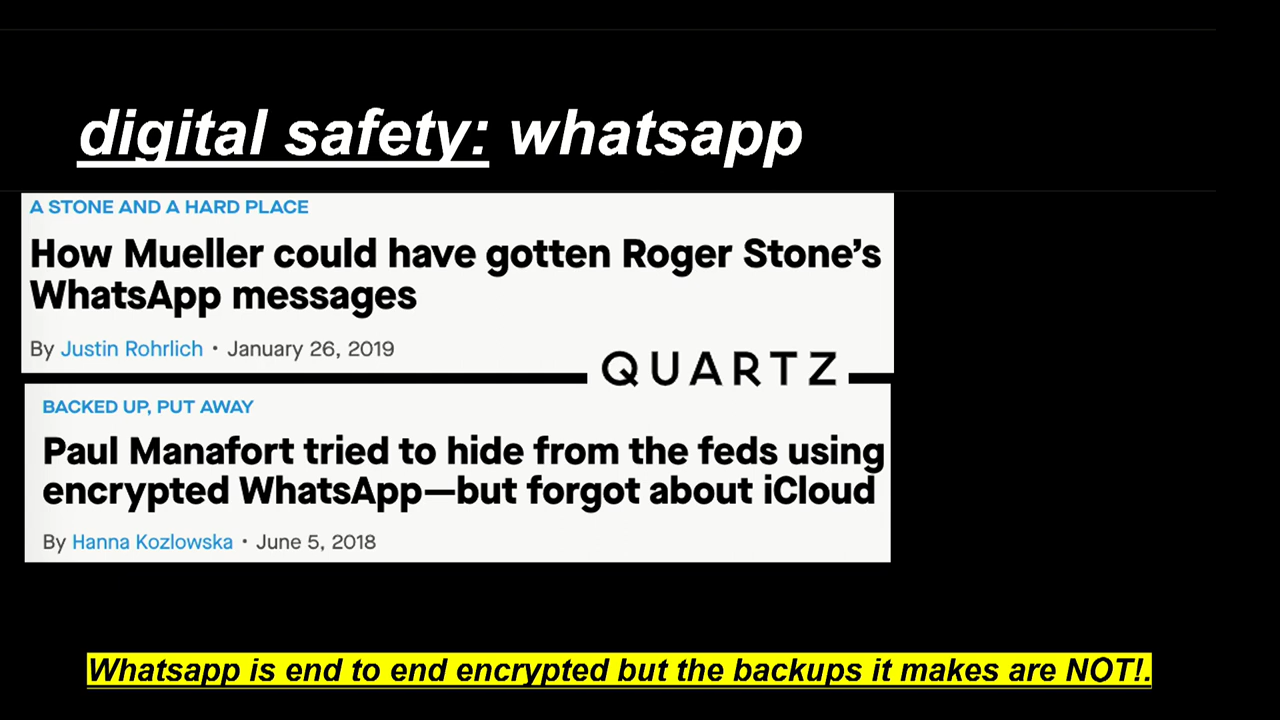 digital safety: whatsapp
A STONE AND A HARD PLACE
How Mueller could have gotten Roger Stone’s
WhatsApp messages
By Justin Rohrlich • January 26, 2019
QUARTZ
BACKED UP, PUT AWAY
Paul Manafort tried to hide from the feds using
encrypted WhatsApp—but forgot about iCloud
By Hanna Kozlowska • June 5, 2018
Whatsapp is end to end encrypted but the backups it makes are NOT!.